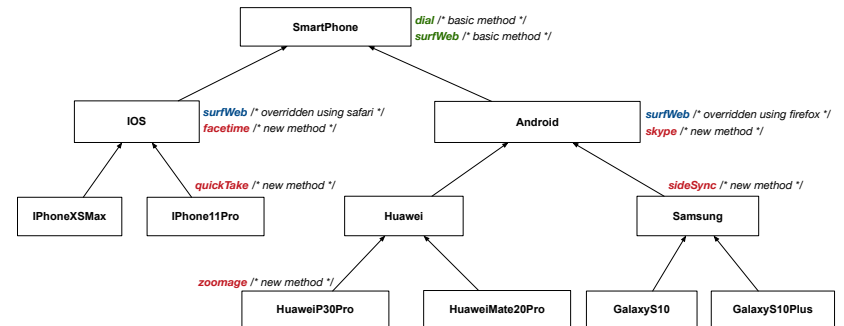 SmartPhone
dial /* basic method */
surfWeb /* basic method */
IOS
surfWeb /* overridden using safari */
facetime /* new method */
Android
surfWeb /* overridden using firefox */
skype /* new method */
quickTake /* new method */
sideSync /* new method */
IPhoneXSMax
IPhone11Pro
Huawei
Samsung
zoomage /* new method */
HuaweiP30Pro
HuaweiMate20Pro
GalaxyS10
GalaxyS10Plus